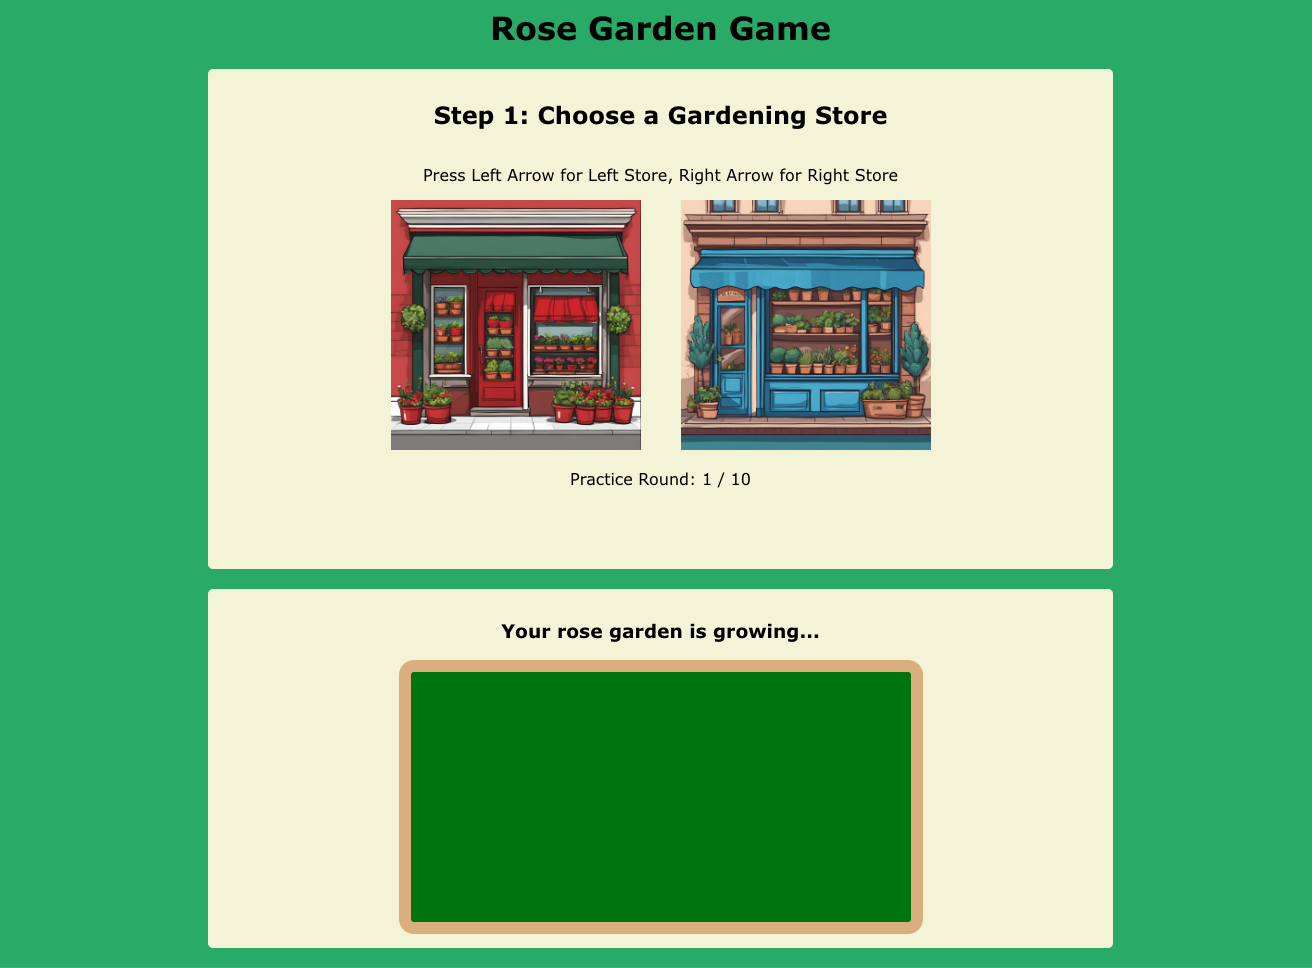 Rose Garden Game
Step 1: Choose a Gardening Store
Press Left Arrow for Left Store, Right Arrow for Right Store
Practice Round: 1 / 10
Your rose garden is growing...